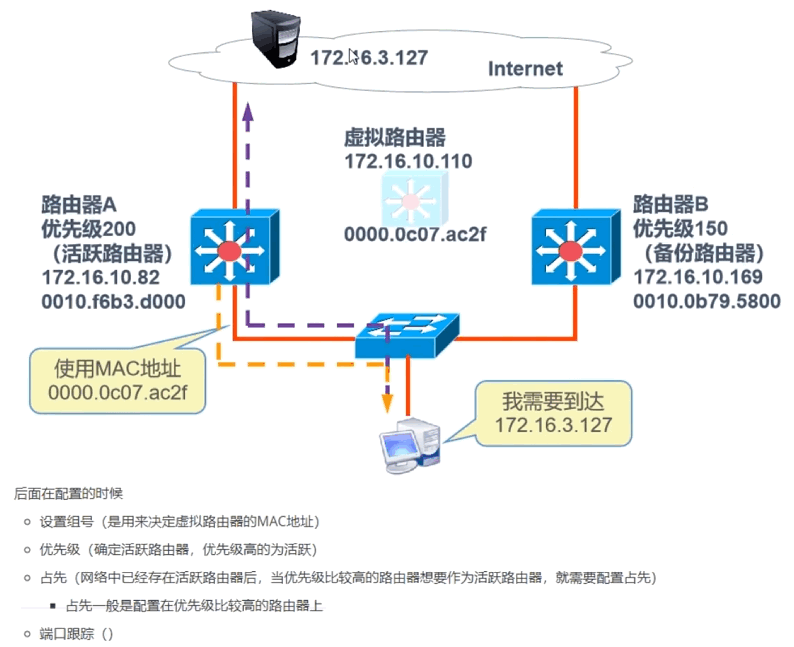 172.16.3.127
Internet
虚拟路由器
172.16.10.110
0000.0c07.ac2f
路由器A
优先级200
（活跃路由器）
172.16.10.82
0010.f6b3.d000
路由器B
优先级150
（备份路由器）
172.16.10.169
0010.0b79.5800
使用MAC地址
0000.0c07.ac2f
我需要到达
172.16.3.127
后面在配置的时候
设置组号（是用来决定虚拟路由器的MAC地址）
优先级（确定活跃路由器，优先级高的为活跃）
占先（网络中已经存在活跃路由器后，当优先级比较高的路由器想要作为活跃路由器，就需要配置占先）
占先一般是配置在优先级比较高的路由器上
端口跟踪（）